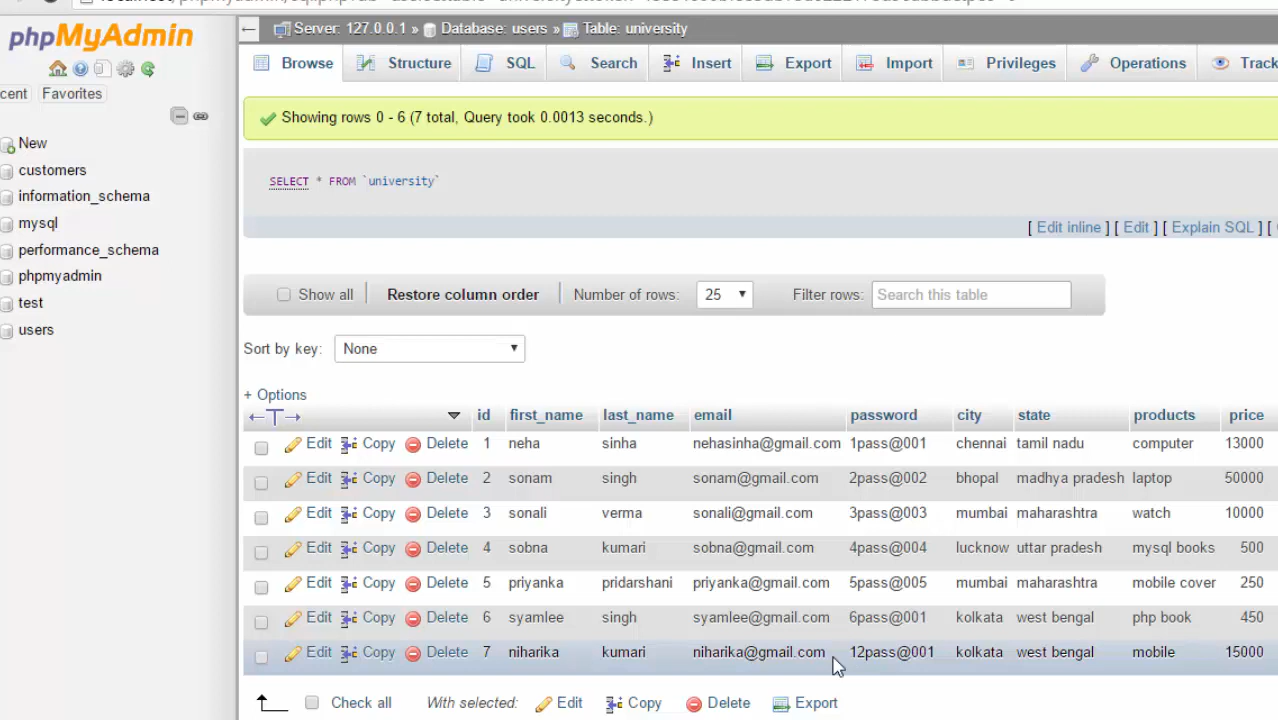 phpMyAdmin
cent Favorites
New
customers
information_schema
mysql
performance_schema
phpmyadmin
test
users
Server: 127.0.0.1 » Database: users » Table: university
Browse Structure SQL Search Insert Export Import Privileges Operations Track
Showing rows 0 - 6 (7 total, Query took 0.0013 seconds.)
SELECT * FROM `university`
[ Edit inline ] [ Edit ] [ Explain SQL ] [
Show all Restore column order Number of rows: 25 Filter rows: Search this table
Sort by key: None
+ Options
id first_name last_name email password city state products price
Edit Copy Delete 1 neha sinha nehasinha@gmail.com 1pass@001 chennai tamil nadu computer 13000
Edit Copy Delete 2 sonam singh sonam@gmail.com 2pass@002 bhopal madhya pradesh laptop 50000
Edit Copy Delete 3 sonali verma sonali@gmail.com 3pass@003 mumbai maharashtra watch 10000
Edit Copy Delete 4 sobna kumari sobna@gmail.com 4pass@004 lucknow uttar pradesh mysql books 500
Edit Copy Delete 5 priyanka pridarshani priyanka@gmail.com 5pass@005 mumbai maharashtra mobile cover 250
Edit Copy Delete 6 syamlee singh syamlee@gmail.com 6pass@001 kolkata west bengal php book 450
Edit Copy Delete 7 niharika kumari niharika@gmail.com 12pass@001 kolkata west bengal mobile 15000
Check all With selected: Edit Copy Delete Export